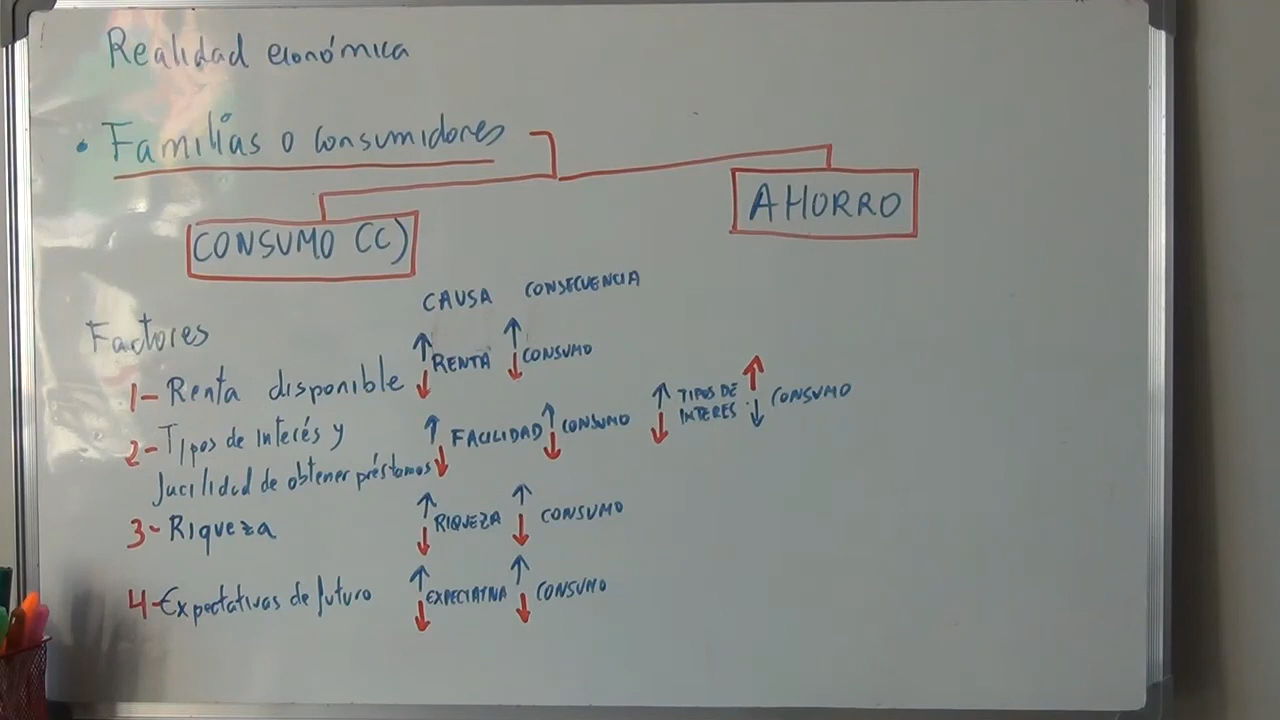 Realidad económica
• Familias o consumidores
CONSUMO (C)
AHORRO
CAUSA CONSECUENCIA
Factores
1- Renta disponible ↑↓ RENTA ↑↓ CONSUMO
2- Tipos de interés y
facilidad de obtener préstamos ↑↓ FACILIDAD ↑↓ CONSUMO ↑↓ TIPOS DE INTERES ↑↓ CONSUMO
3- Riqueza ↑↓ RIQUEZA ↑↓ CONSUMO
4- Expectativas de futuro ↑↓ EXPECTATIVA ↑↓ CONSUMO